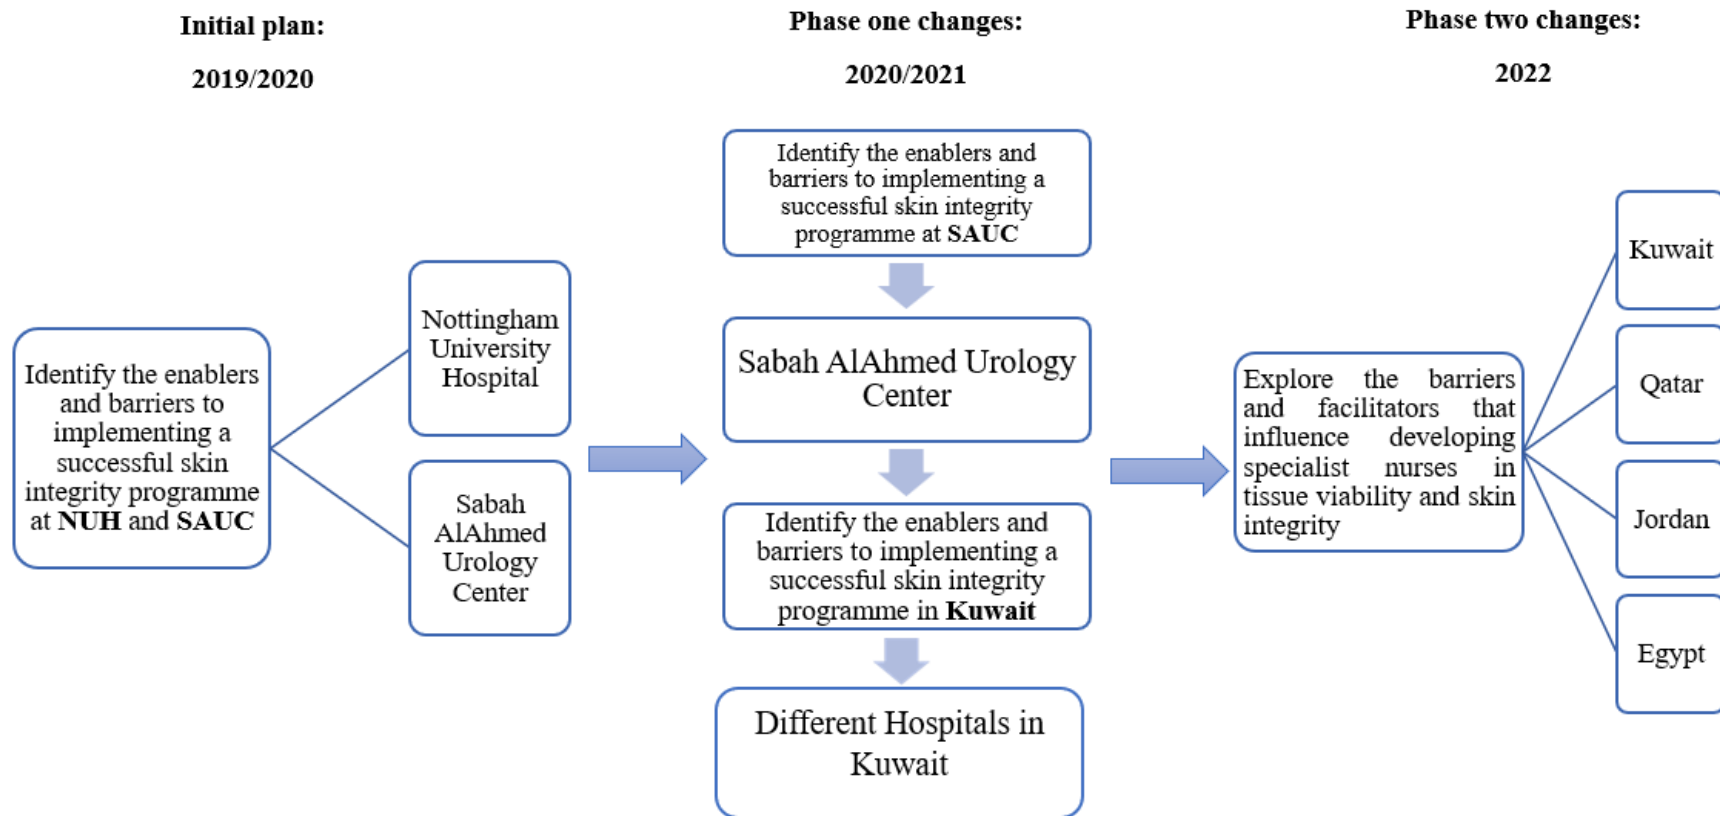 Initial plan:
2019/2020
Identify the enablers
and barriers to
implementing a
successful skin
integrity programme
at NUH and SAUC
Nottingham
University
Hospital
Sabah
AlAhmed
Urology
Center
Phase one changes:
2020/2021
Identify the enablers and
barriers to implementing a
successful skin integrity
programme at SAUC
Sabah AlAhmed Urology
Center
Identify the enablers and
barriers to implementing a
successful skin integrity
programme in Kuwait
Different Hospitals in
Kuwait
Phase two changes:
2022
Explore the barriers
and facilitators that
influence developing
specialist nurses in
tissue viability and skin
integrity
Kuwait
Qatar
Jordan
Egypt